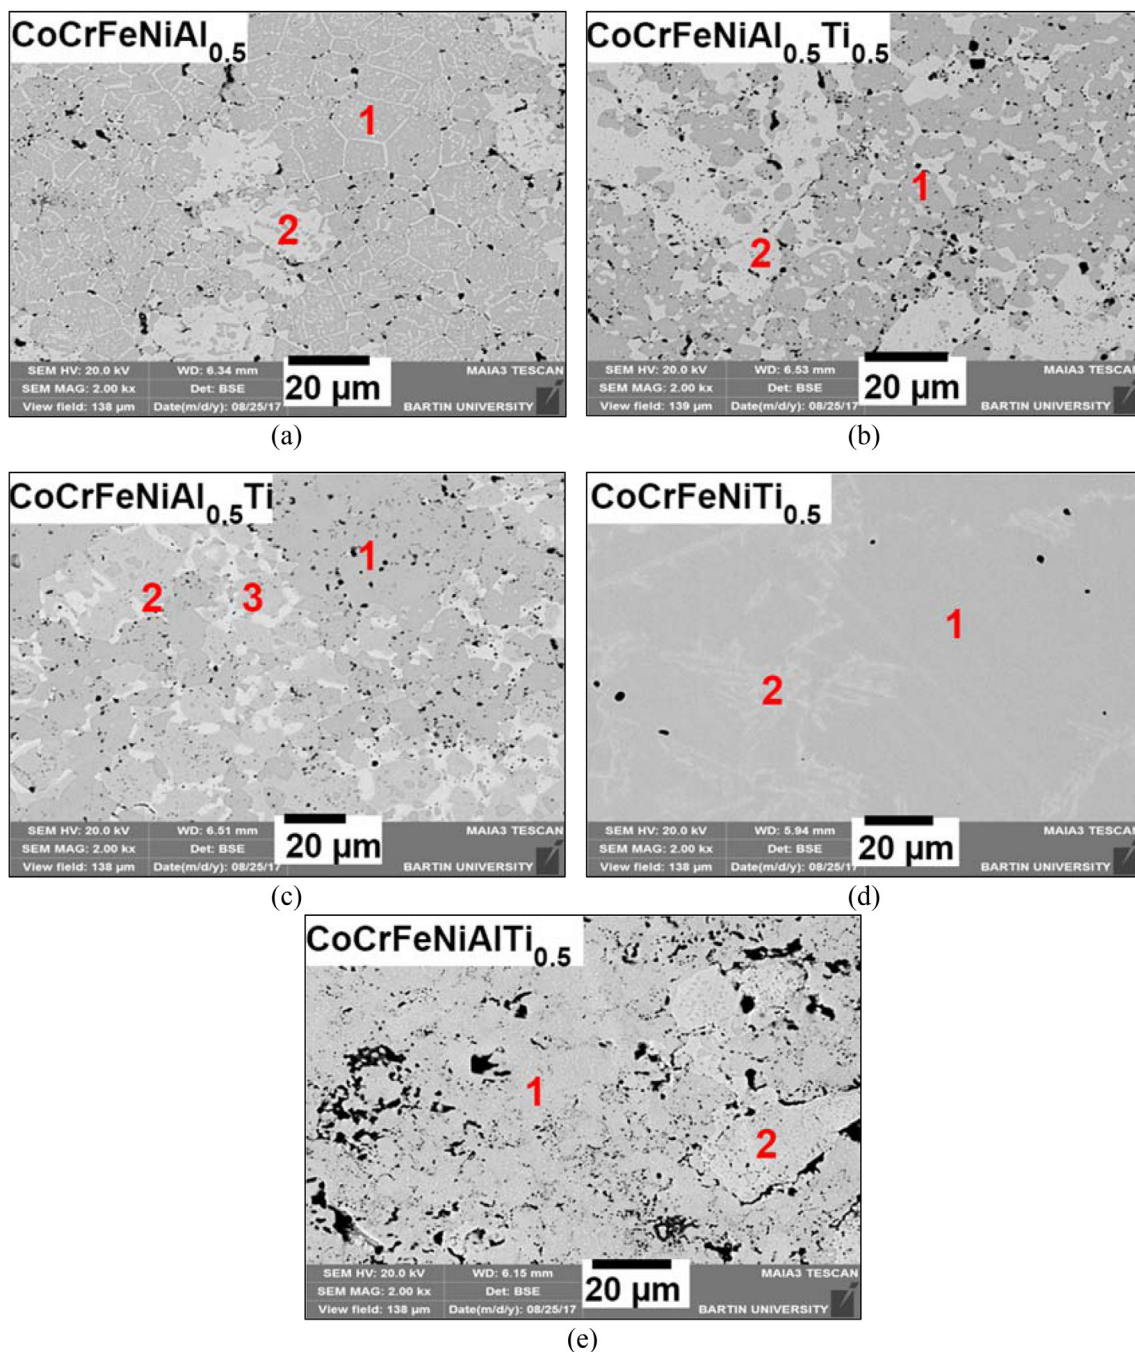 CoCrFeNiAl0.5
1
2
SEM HV: 20.0 kV WD: 6.34 mm MAIA3 TESCAN
SEM MAG: 2.00 kx Det: BSE
View field: 138 µm Date(m/d/y): 08/25/17 BARTIN UNIVERSITY
20 µm
(a)
CoCrFeNiAl0.5Ti0.5
1
2
SEM HV: 20.0 kV WD: 6.53 mm MAIA3 TESCAN
SEM MAG: 2.00 kx Det: BSE
View field: 139 µm Date(m/d/y): 08/25/17 BARTIN UNIVERSITY
20 µm
(b)
CoCrFeNiAl0.5Ti
1
2 3
SEM HV: 20.0 kV WD: 6.51 mm MAIA3 TESCAN
SEM MAG: 2.00 kx Det: BSE
View field: 138 µm Date(m/d/y): 08/25/17 BARTIN UNIVERSITY
20 µm
(c)
CoCrFeNiTi0.5
1
2
SEM HV: 20.0 kV WD: 5.94 mm MAIA3 TESCAN
SEM MAG: 2.00 kx Det: BSE
View field: 138 µm Date(m/d/y): 08/25/17 BARTIN UNIVERSITY
20 µm
(d)
CoCrFeNiAlTi0.5
1
2
SEM HV: 20.0 kV WD: 6.15 mm MAIA3 TESCAN
SEM MAG: 2.00 kx Det: BSE
View field: 138 µm Date(m/d/y): 08/25/17 BARTIN UNIVERSITY
20 µm
(e)